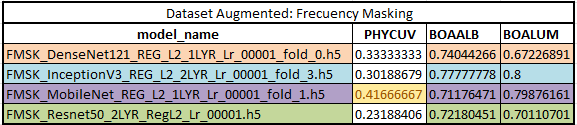 Dataset Augmented: Frecuency Masking
model_name PHYCUV BOAALB BOALUM
FMSK_DenseNet121_REG_L2_1LYR_Lr_00001_fold_0.h5 0.33333333 0.74044266 0.67226891
FMSK_InceptionV3_REG_L2_2LYR_Lr_00001_fold_3.h5 0.30188679 0.77777778 0.8
FMSK_MobileNet_REG_L2_1LYR_Lr_00001_fold_1.h5 0.41666667 0.71176471 0.79876161
FMSK_Resnet50_2LYR_RegL2_Lr_00001.h5 0.23188406 0.72180451 0.70110701